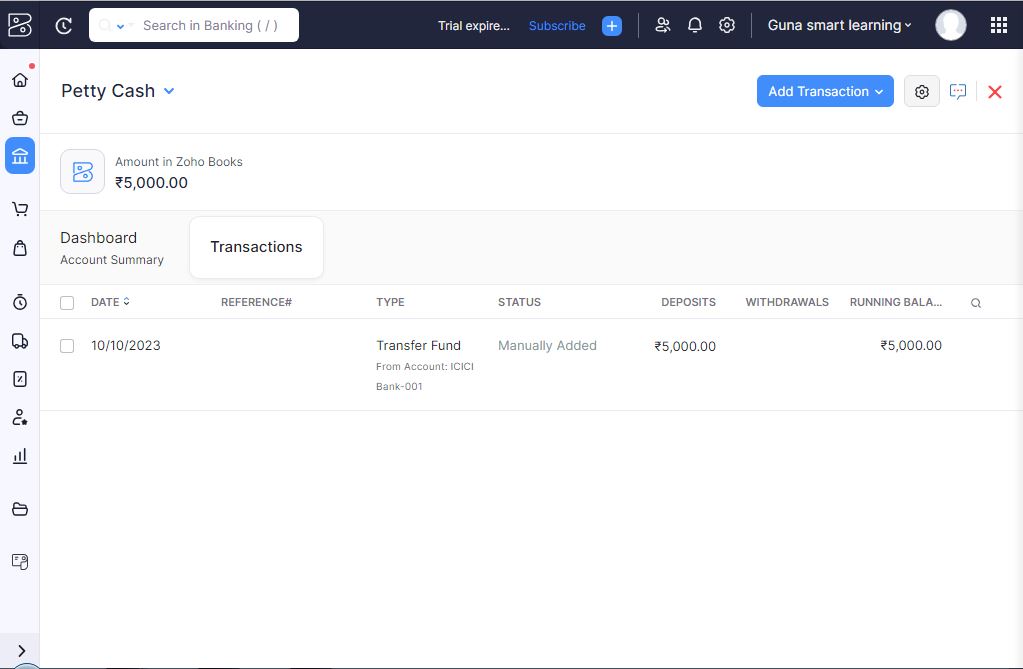 Search in Banking ( / )
Trial expire...
Subscribe
Guna smart learning
Petty Cash
Add Transaction
Amount in Zoho Books
₹5,000.00
Dashboard
Account Summary
Transactions
DATE REFERENCE# TYPE STATUS DEPOSITS WITHDRAWALS RUNNING BALA...
10/10/2023 Transfer Fund Manually Added ₹5,000.00 ₹5,000.00
From Account: ICICI
Bank-001